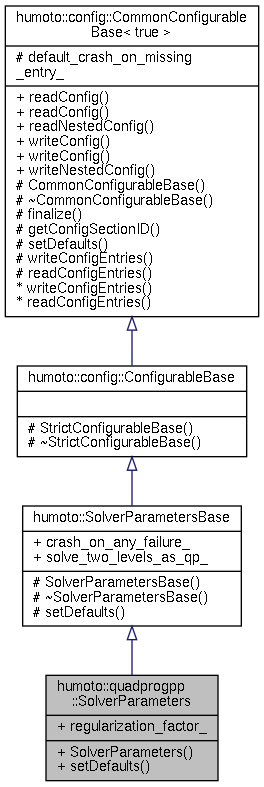 humoto::config::CommonConfigurable
Base< true >
# default_crash_on_missing
_entry_
+ readConfig()
+ readConfig()
+ readNestedConfig()
+ writeConfig()
+ writeConfig()
+ writeNestedConfig()
# CommonConfigurableBase()
# ~CommonConfigurableBase()
# finalize()
# getConfigSectionID()
# setDefaults()
# writeConfigEntries()
# readConfigEntries()
* writeConfigEntries()
* readConfigEntries()
humoto::config::ConfigurableBase
# StrictConfigurableBase()
# ~StrictConfigurableBase()
humoto::SolverParametersBase
+ crash_on_any_failure_
+ solve_two_levels_as_qp_
# SolverParametersBase()
# ~SolverParametersBase()
# setDefaults()
humoto::quadprogpp
::SolverParameters
+ regularization_factor_
+ SolverParameters()
+ setDefaults()